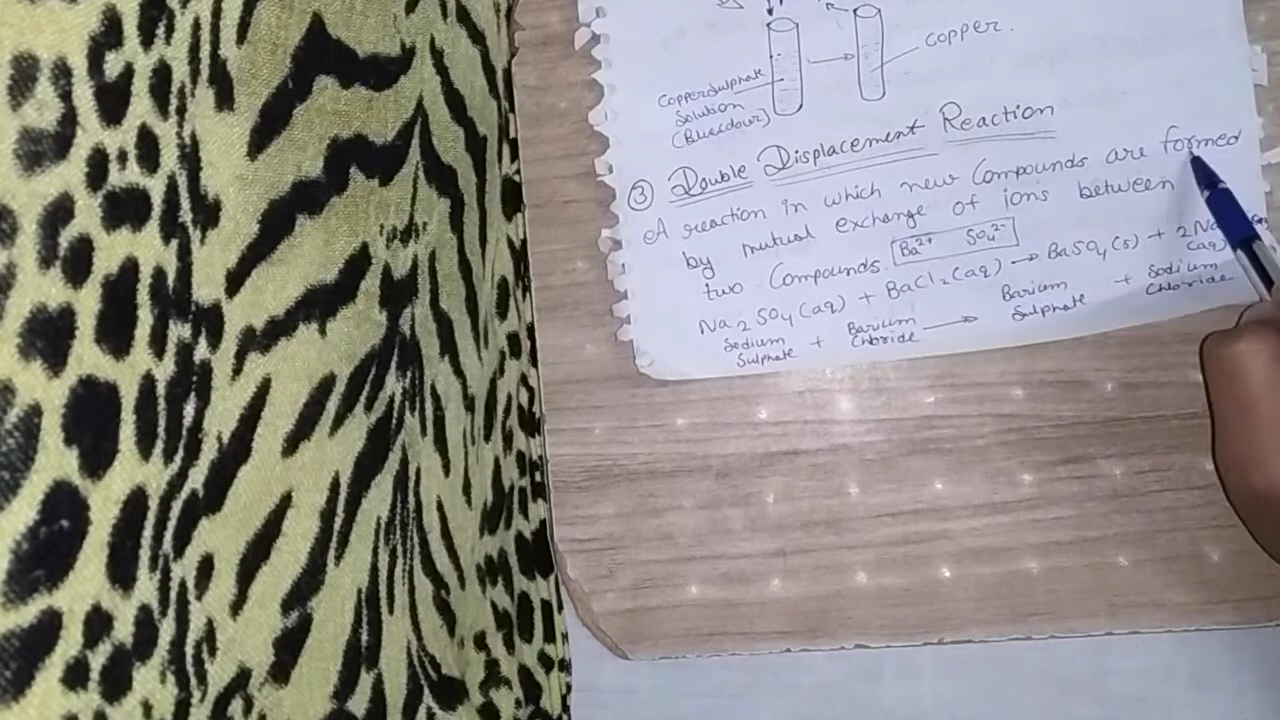 copper.
Copper sulphate
Solution
③ Double Displacement Reaction
A reaction in which new Compounds are formed
by mutual exchange of ions between
two Compounds. Ba²⁺ SO₄²⁻
Na₂SO₄(aq) + BaCl₂(aq) → BaSO₄(s) + 2Na
(aq)
Sodium Sulphate + Barium Chloride → Barium Sulphate + Sodium Chloride